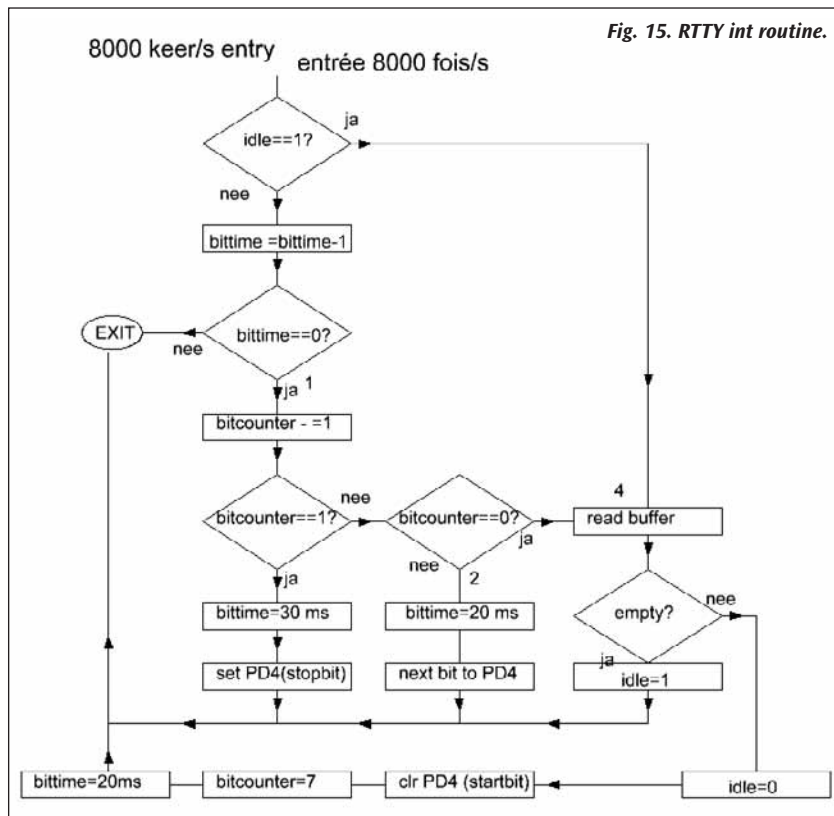 Fig. 15. RTTY int routine.
8000 keer/s entry
entrée 8000 fois/s
idle==1?
ja
nee
bittime =bittime-1
bittime==0?
EXIT
nee
ja 1
bitcounter - =1
bitcounter==1?
nee
ja
bitcounter==0?
ja
nee
2
4
read buffer
bittime=30 ms
bittime=20 ms
empty?
nee
ja
set PD4(stopbit)
next bit to PD4
idle=1
bittime=20ms
bitcounter=7
clr PD4 (startbit)
idle=0